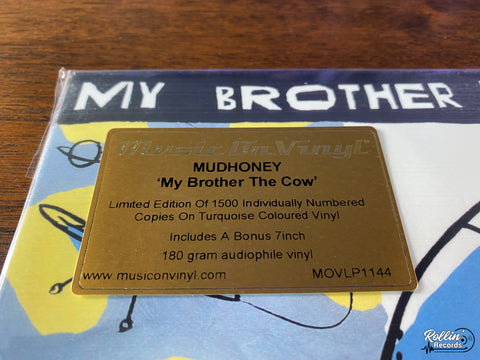 MY BROTHER
Music On Vinyl
MUDHONEY
'My Brother The Cow'
Limited Edition Of 1500 Individually Numbered
Copies On Turquoise Coloured Vinyl
Includes A Bonus 7inch
180 gram audiophile vinyl
www.musiconvinyl.com MOVLP1144
Rollin'
Records